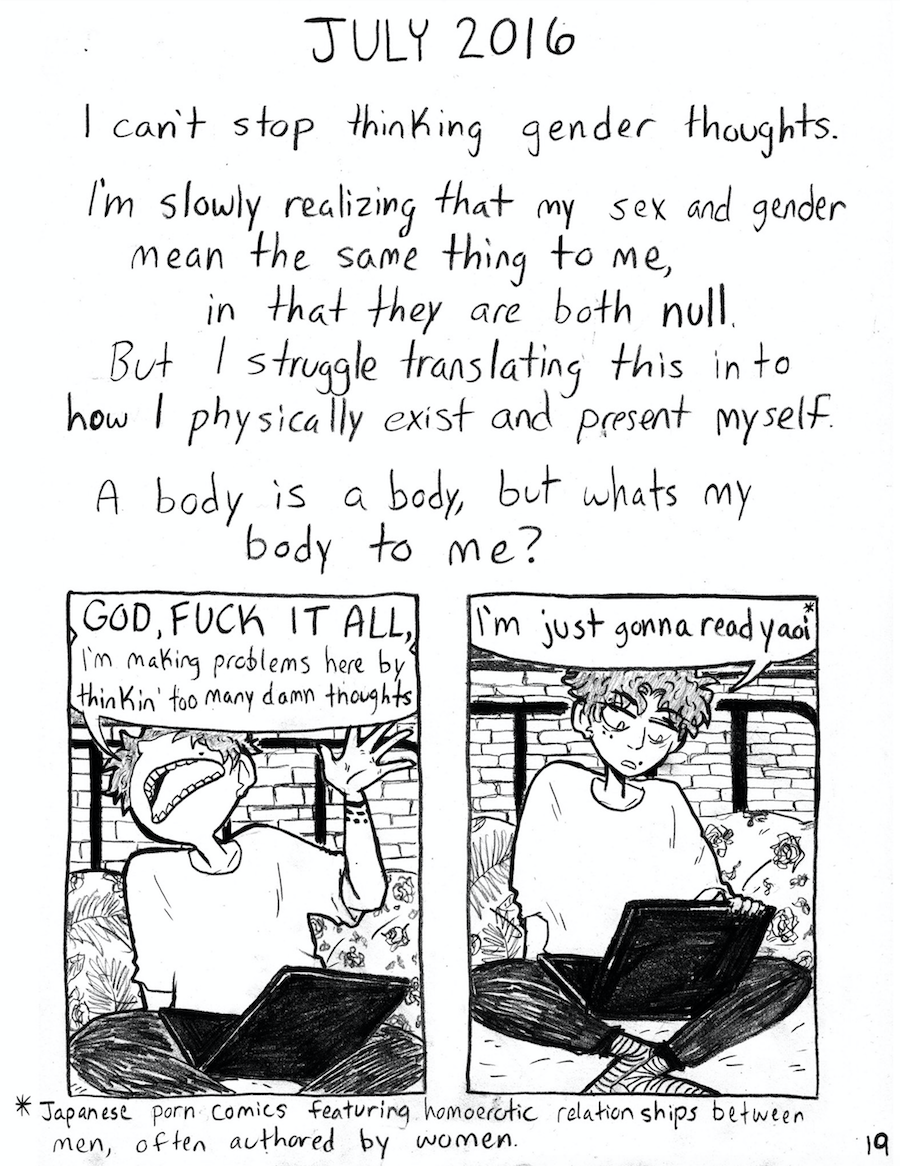 JULY 2016
I can't stop thinking gender thoughts.
I'm slowly realizing that my sex and gender
mean the same thing to me,
in that they are both null.
But I struggle translating this in to
how I physically exist and present myself.
A body is a body, but whats my
body to me?
GOD, FUCK IT ALL,
I'm making problems here by
thinkin' too many damn thoughts
I'm just gonna read yaoi*
* Japanese porn comics featuring homoerotic relationships between
men, often authored by women.
19